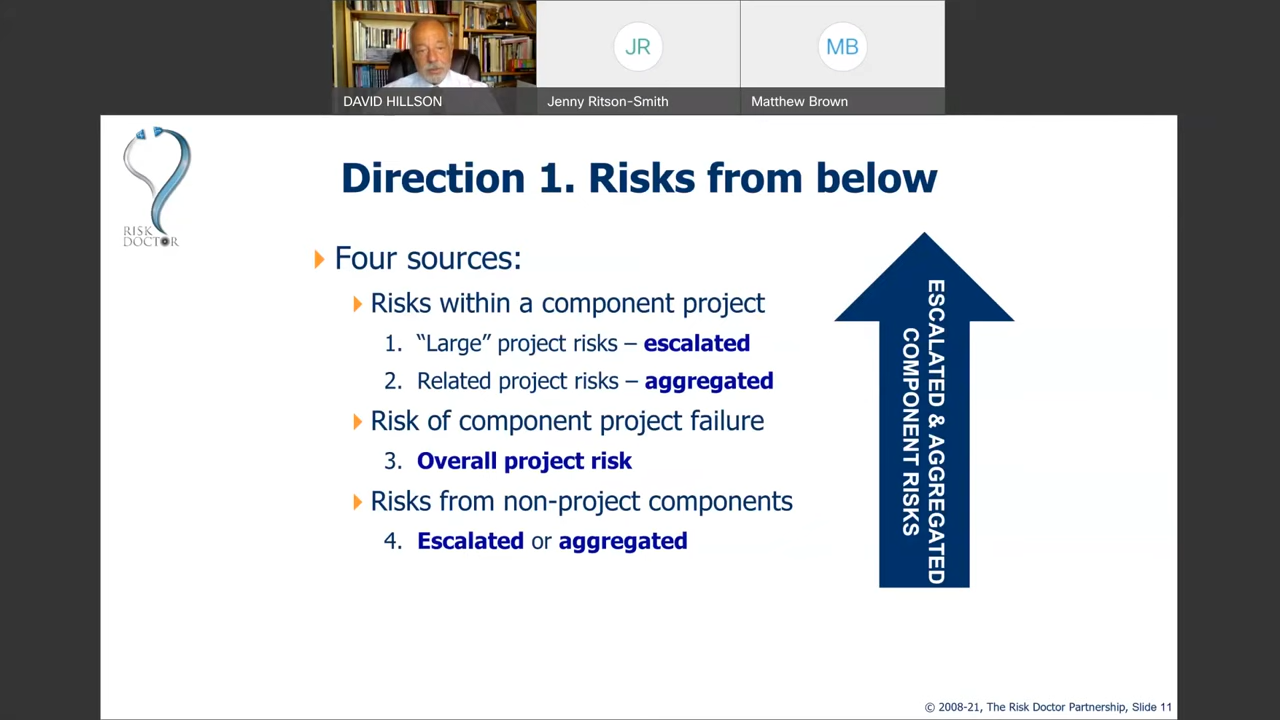 DAVID HILLSON
JR
Jenny Ritson-Smith
MB
Matthew Brown
RISK
DOCTOR
Direction 1. Risks from below
Four sources:
Risks within a component project
1. “Large” project risks – escalated
2. Related project risks – aggregated
Risk of component project failure
3. Overall project risk
Risks from non-project components
4. Escalated or aggregated
ESCALATED & AGGREGATED
COMPONENT RISKS
© 2008-21, The Risk Doctor Partnership, Slide 11